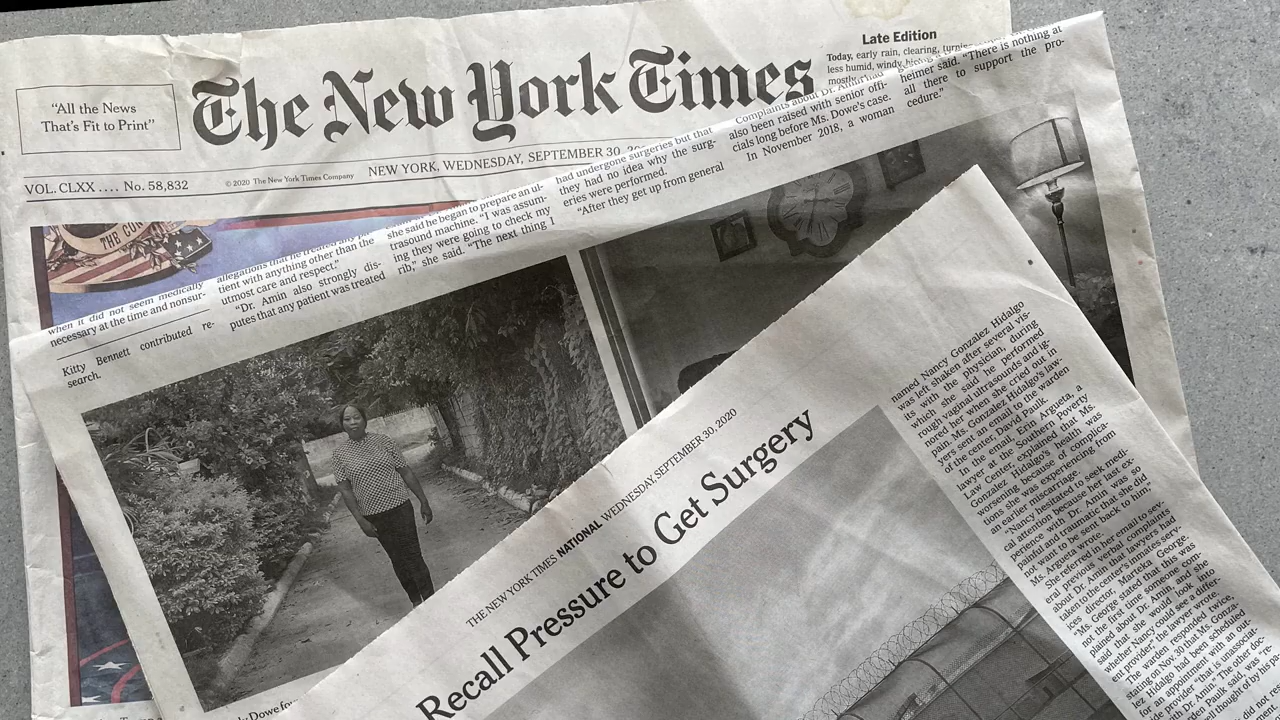 "All the News
That's Fit to Print"
The New York Times
Late Edition
Today, early rain, clearing,
less humid, windy,
VOL. CLXX .... No. 58,832
© 2020 The New York Times Company
NEW YORK, WEDNESDAY, SEPTEMBER 30,
THE
when it did not seem medically
necessary at the time and nonsur-
Kitty Bennett contributed re-
search.
allegations that he treated any
tient with anything other than the
utmost care and respect."
"Dr. Amin also strongly dis-
putes that any patient was treated
she said he began to prepare an ul-
trasound machine. "I was assum-
ing they were going to check my
rib," she said. "The next thing I
had undergone surgeries but that
they had no idea why the surg-
eries were performed.
"After they get up from general
Complaints about Dr.
also been raised with senior offi-
cials long before Ms. Dowe's case.
In November 2018, a woman
heimer said. "There is nothing at
all there to support the pro-
cedure."
THE NEW YORK TIMES NATIONAL WEDNESDAY, SEPTEMBER 30, 2020
Recall Pressure to Get Surgery
named Nancy Gonzalez Hidalgo
was left shaken after several vis-
its with the physician, during
which she said he performed
rough vaginal ultrasounds and ig-
nored her when she cried out in
pain. Ms. Gonzalez Hidalgo's law-
yers sent an email to the warden
of the center, David Paulk.
In the email, Erin Argueta, a
lawyer at the Southern Poverty
Law Center, explained that Ms.
Gonzalez Hidalgo's health was
worsening because of complica-
tions she was experiencing from
an earlier miscarriage.
"Nancy hesitated to seek medi-
cal attention because her last ex-
perience with Dr. Amin was so
painful and traumatic that she did
not want to be sent back to him,"
Ms. Argueta wrote.
She referred in her email to sev-
eral previous verbal complaints
about Dr. Amin that lawyers had
taken to the center's inmate serv-
ices director, Marteka George.
"Ms. George stated that this was
not the first time someone com-
plained about Dr. Amin, and she
said that she would look into
whether Nancy could see a differ-
ent provider," the lawyer wrote.
The warden responded twice,
stating on Nov. 30 that Ms. Gonza-
lez Hidalgo had been scheduled
for an appointment with an alt-
provider "that is unassociat-
Dr. Amin." The other doc-
Paulk said, was "re-
thought of by his
did not
Dowe